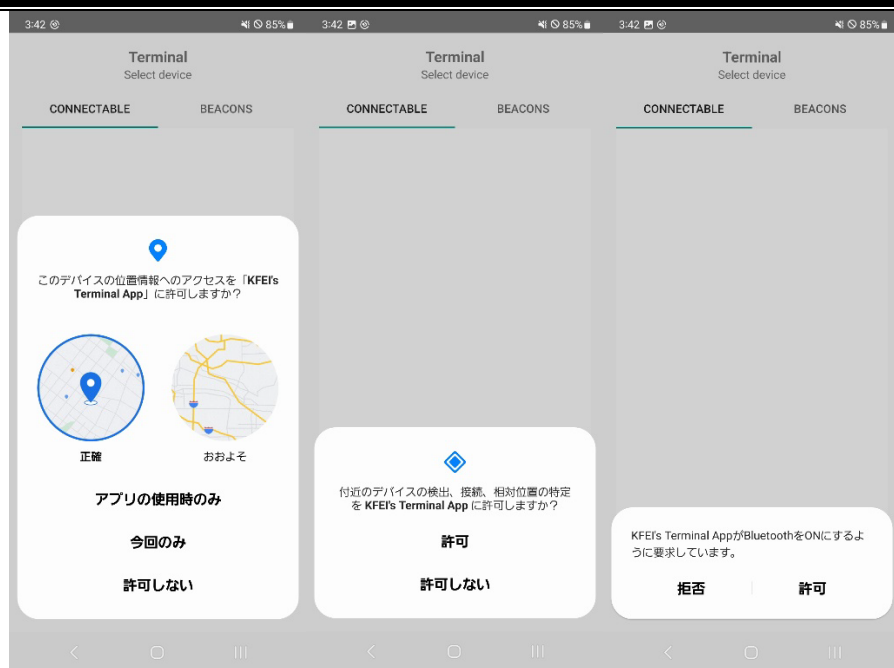 3:42
85%
Terminal
Select device
CONNECTABLE
BEACONS
このデバイスの位置情報へのアクセスを「KFEI's
Terminal App」に許可しますか？
正確
おおよそ
アプリの使用時のみ
今回のみ
許可しない
3:42
85%
Terminal
Select device
CONNECTABLE
BEACONS
付近のデバイスの検出、接続、相対位置の特定
を KFEI's Terminal App に許可しますか？
許可
許可しない
3:42
85%
Terminal
Select device
CONNECTABLE
BEACONS
KFEI's Terminal AppがBluetoothをONにするよ
うに要求しています。
拒否
許可